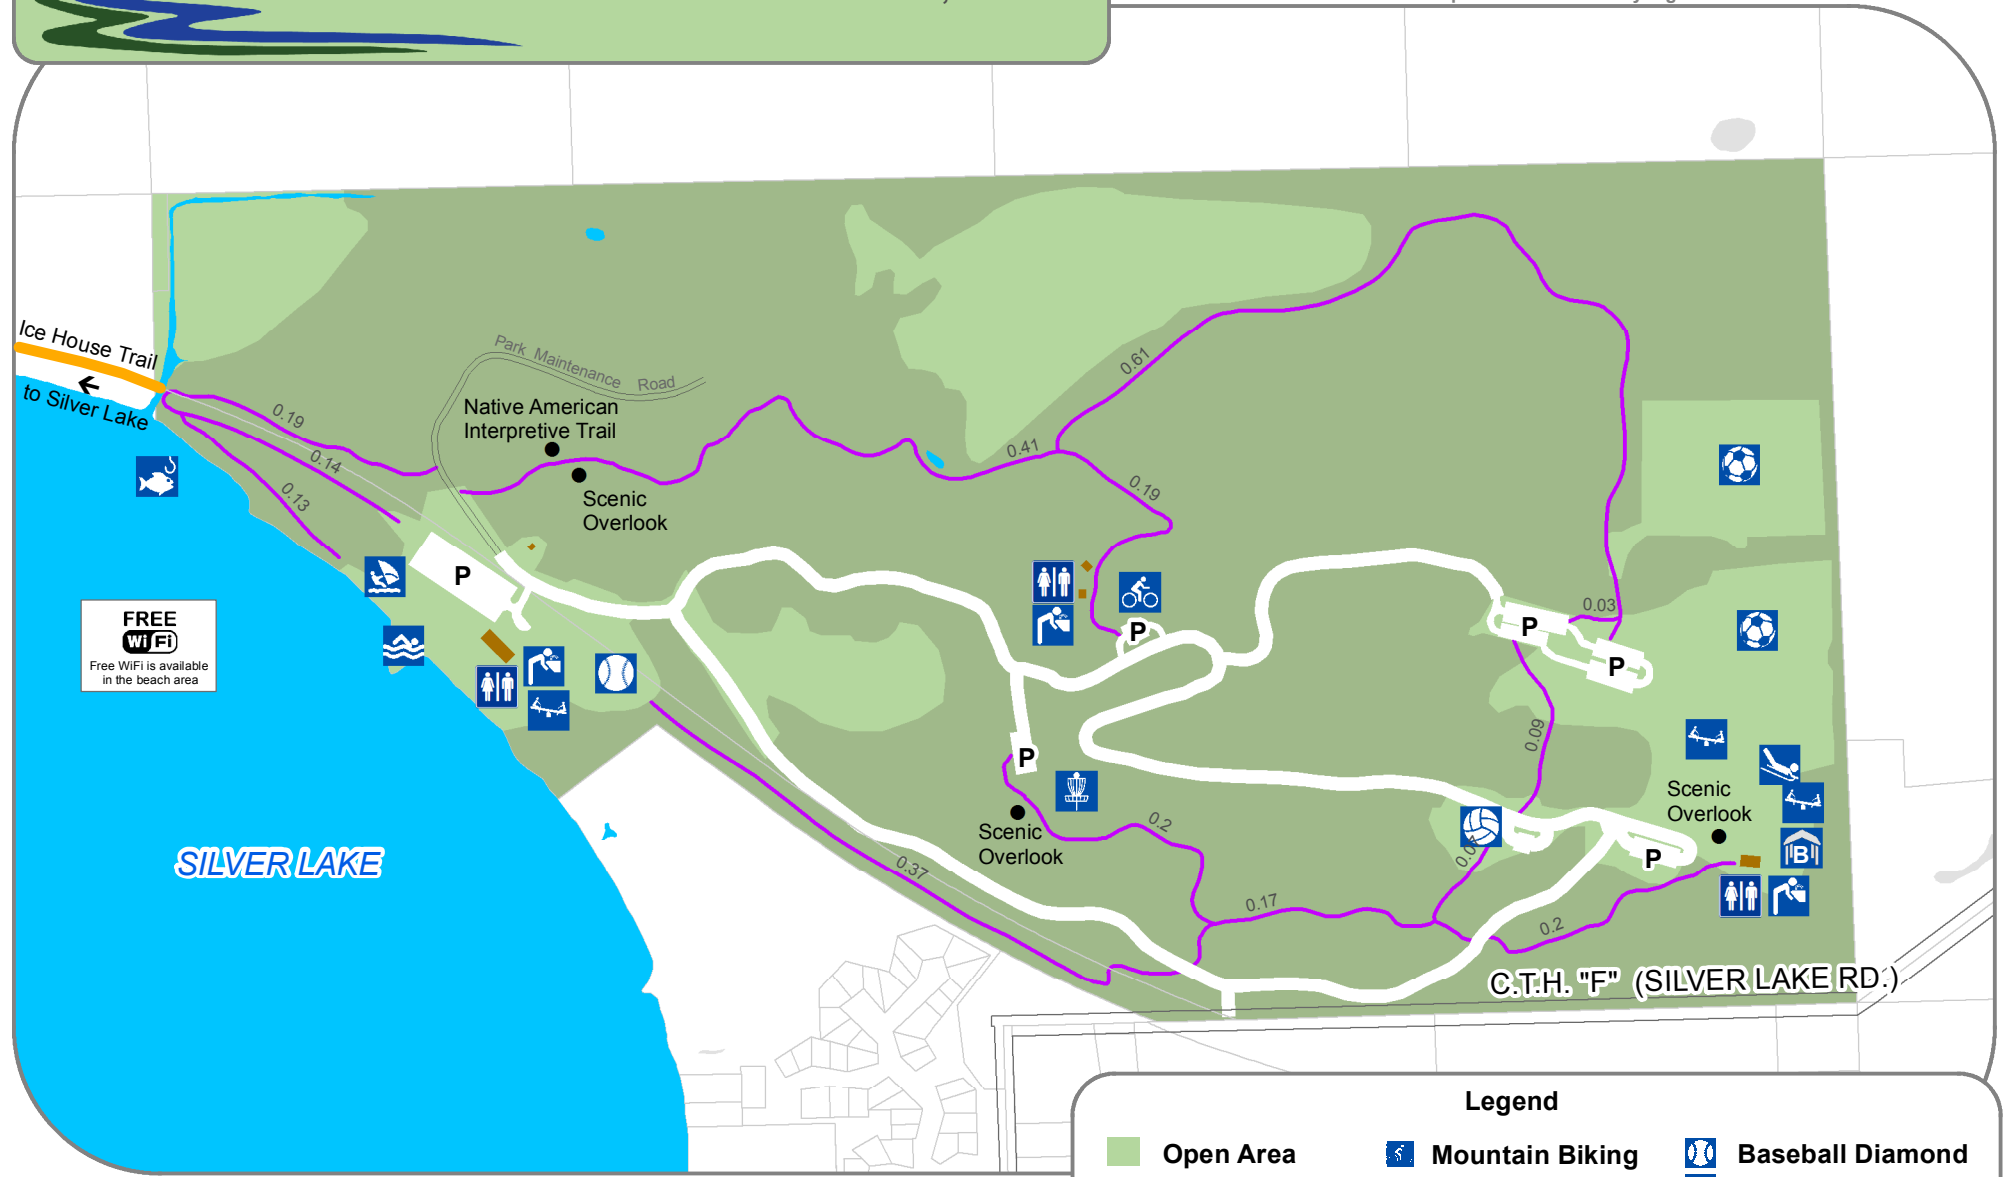 Ice House Trail
to Silver Lake
0.19
0.14
0.13
Park Maintenance Road
Native American
Interpretive Trail
Scenic
Overlook
0.41
0.61
0.19
P
P
P
0.03
P
P
0.09
FREE
Wi Fi
Free WiFi is available
in the beach area
SILVER LAKE
Scenic
Overlook
0.2
0.37
0.17
Scenic
Overlook
B
P
0.2
C.T.H. "F" (SILVER LAKE RD.)
Legend
Open Area
Mountain Biking
Baseball Diamond